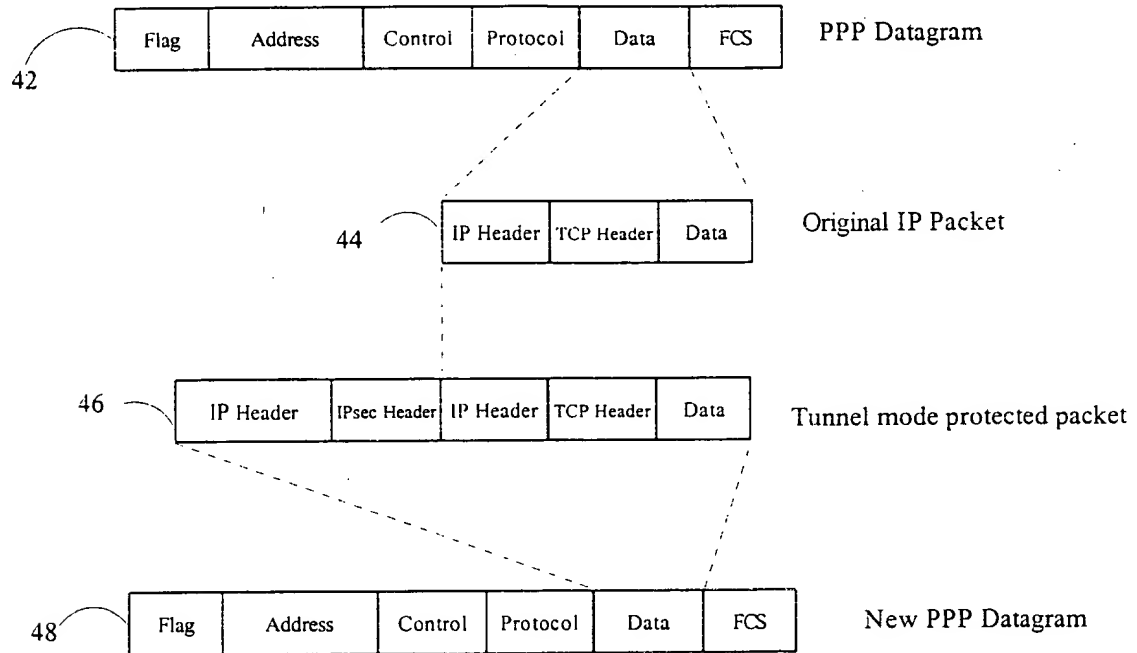 Flag Address Control Protocol Data FCS PPP Datagram
42
44 IP Header TCP Header Data Original IP Packet
46 IP Header IPsec Header IP Header TCP Header Data Tunnel mode protected packet
48 Flag Address Control Protocol Data FCS New PPP Datagram